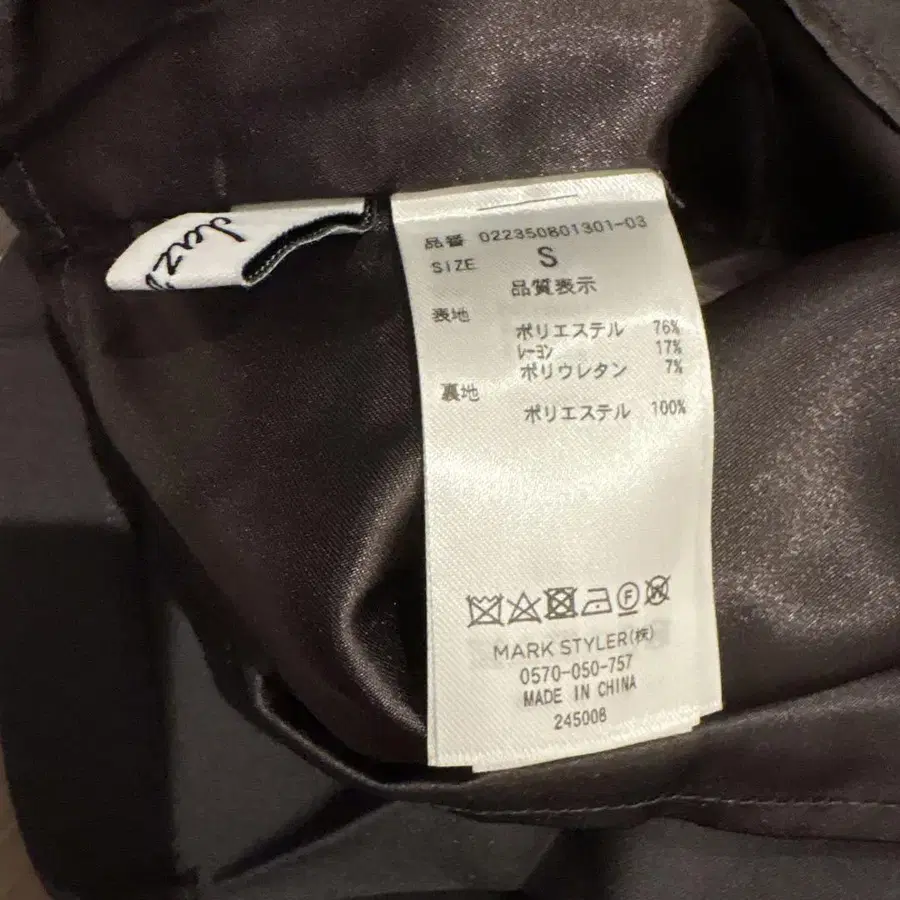 dazz
品番 022350801301-03
SIZE S
品質表示
表地
ポリエステル 76%
レーヨン 17%
ポリウレタン 7%
裏地
ポリエステル 100%
MARK STYLER(株)
0570-050-757
MADE IN CHINA
245008